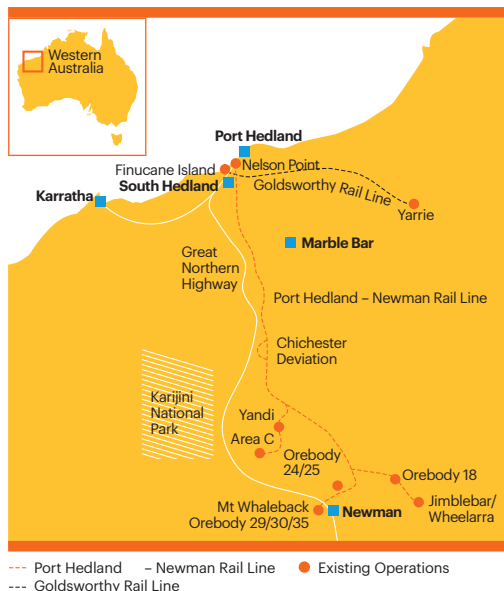 Western
Australia
Port Hedland
Finucane Island
Nelson Point
South Hedland
Goldsworthy Rail Line
Karratha
Yarrie
Marble Bar
Great
Northern
Highway
Port Hedland – Newman Rail Line
Chichester
Deviation
Karijini
National
Park
Yandi
Area C
Orebody
24/25
Orebody 18
Jimblebar/
Wheelarra
Mt Whaleback
Orebody 29/30/35
Newman
Port Hedland – Newman Rail Line
Existing Operations
Goldsworthy Rail Line